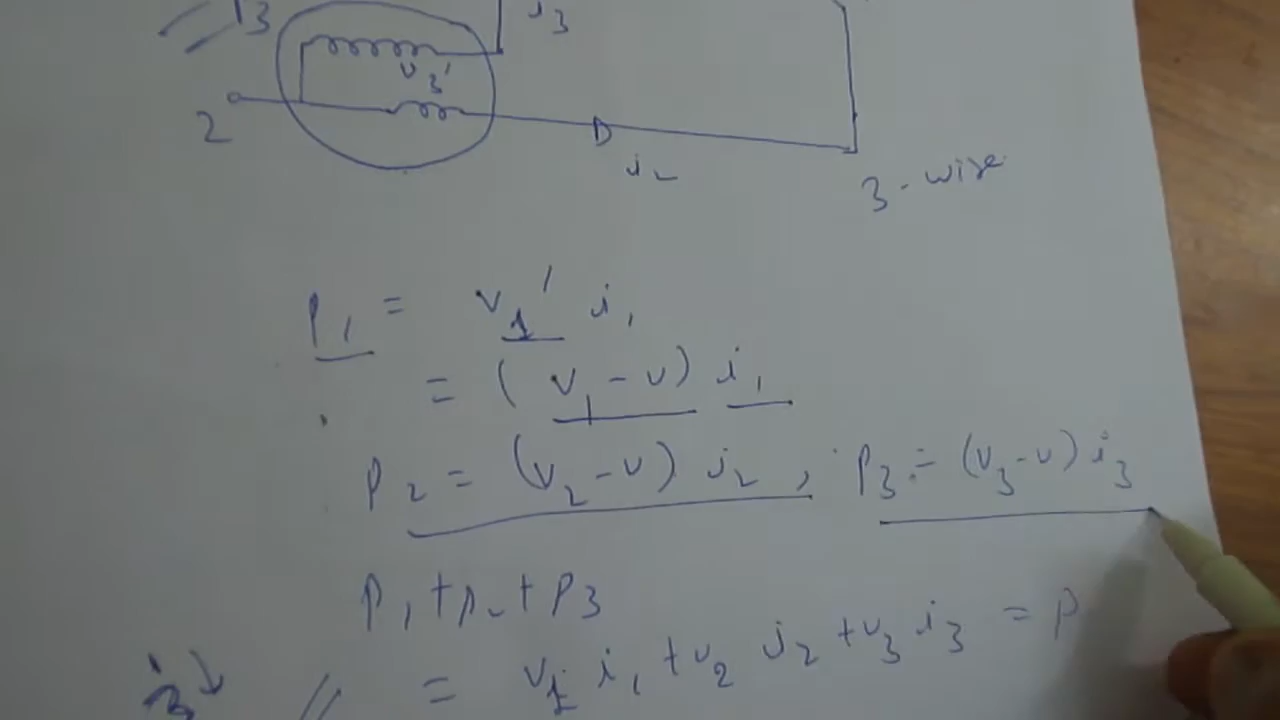 P3 i3
v3'
2
i2
3-wire
P1 = v1' i1
= (v1 - v) i1
P2 = (v2 - v) i2, P3 = (v3 - v) i3
P1 + P2 + P3
= v1 i1 + v2 i2 + v3 i3 = P